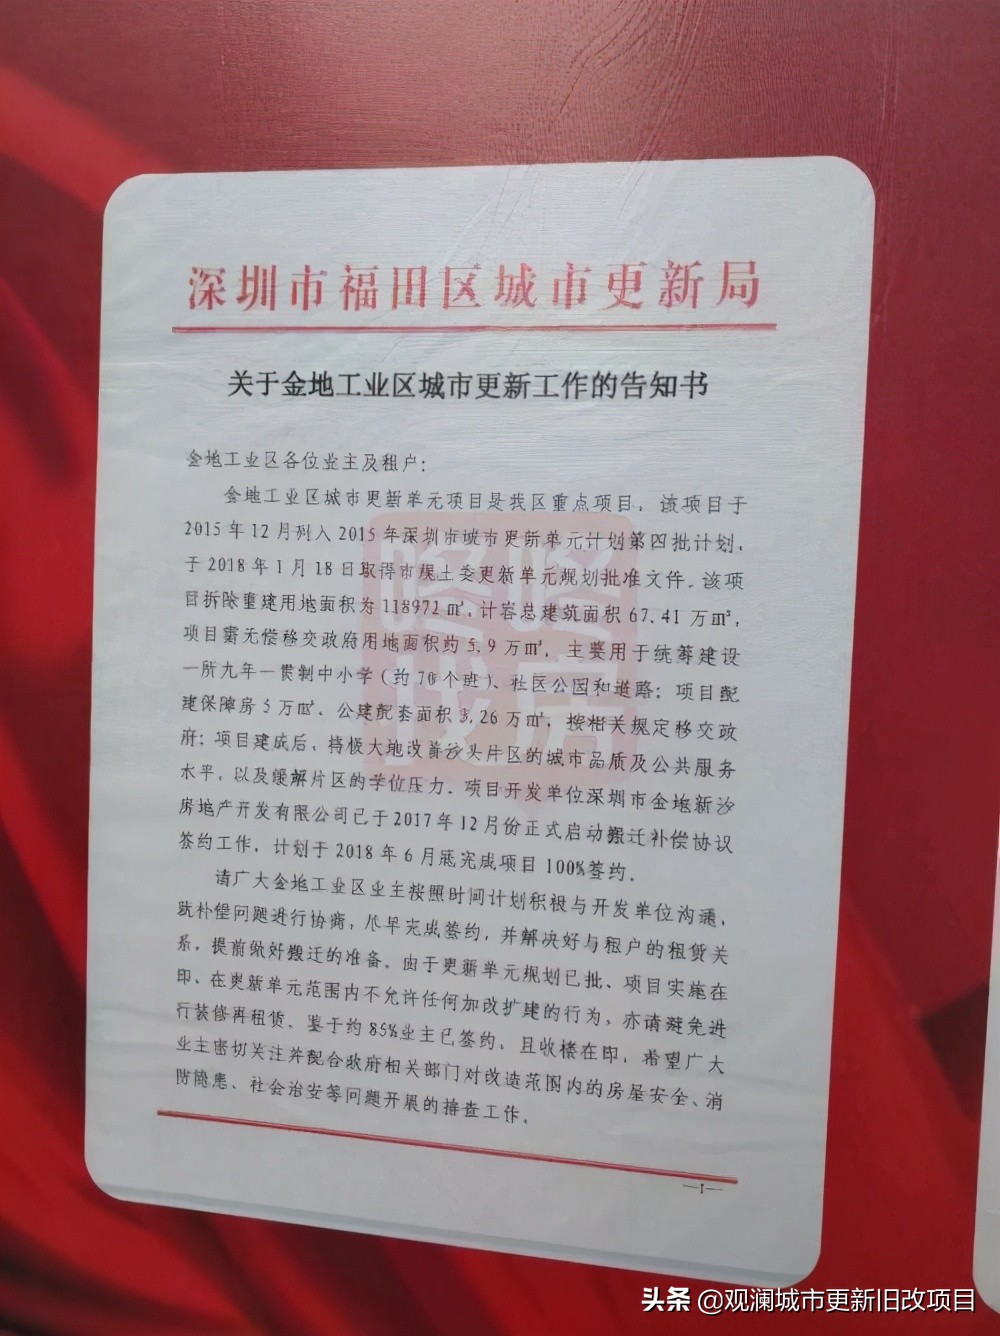 深圳市福田区城市更新局
关于金地工业区城市更新工作的告知书
金地工业区各位业主及租户：
金地工业区城市更新单元项目是我区重点项目，该项目于
2015年12月列入2015年深圳市城市更新单元计划第四批计划，
于2018年1月18日取得市规土委更新单元规划批准文件。该项
目拆除重建用地面积为118972㎡，计容总建筑面积67.41万㎡，
项目需无偿移交政府用地面积约5.9万㎡，主要用于统筹建设
一所九年一贯制中小学（约70个班）、社区公园和道路；项目配
建保障房5万㎡、公建配套面积3.26万㎡，按相关规定移交政
府；项目建成后，将极大地改善沙头片区的城市品质及公共服务
水平，以及缓解片区的学位压力。项目开发单位深圳市金地新沙
房地产开发有限公司已于2017年12月份正式启动搬迁补偿协议
签约工作，计划于2018年6月底完成项目100%签约。
请广大金地工业区业主按照时间计划积极与开发单位沟通，
就补偿问题进行协商，尽早完成签约，并解决好与租户的租赁关
系，提前做好搬迁的准备。由于更新单元规划已批、项目实施在
即，在更新单元范围内不允许任何加改扩建的行为，亦请避免进
行装修再租赁。鉴于约85%业主已签约，且收楼在即，希望广大
业主密切关注并配合政府相关部门对改造范围内的房屋安全、消
防隐患、社会治安等问题开展的排查工作。
—1—
头条 @观澜城市更新旧改项目